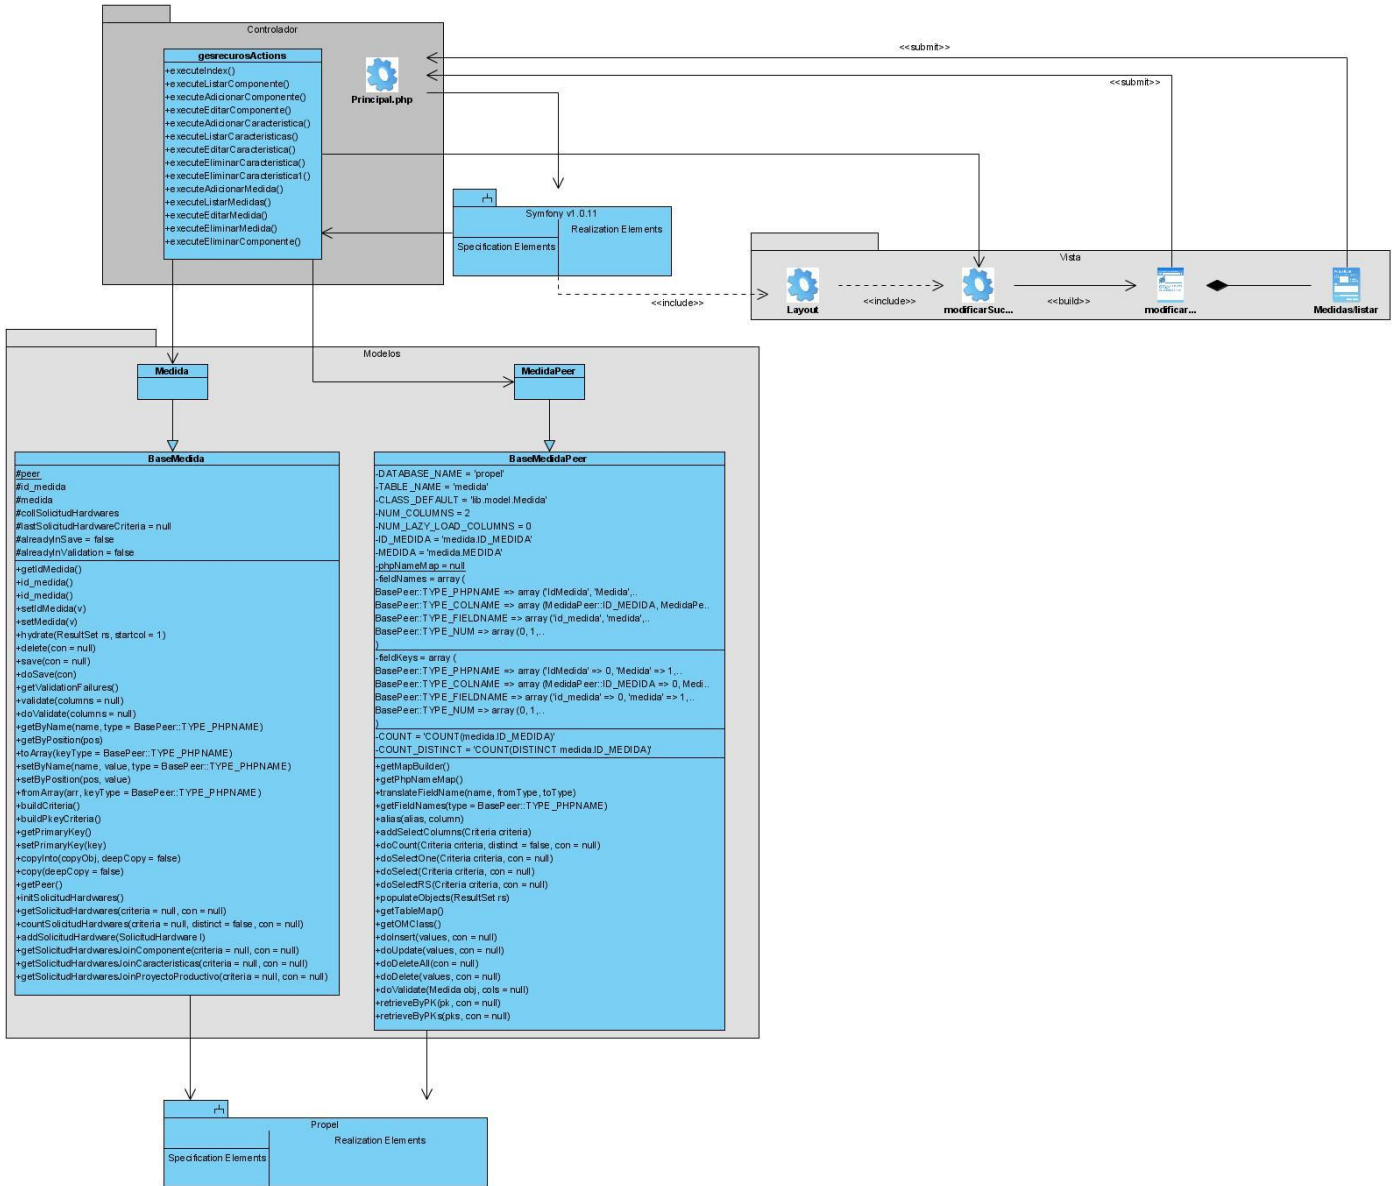 Controlador
gesrecurosActions
+executeIndex()
+executeListarComponente()
+executeAdicionarComponente()
+executeEditarComponente()
+executeAdicionarCaracteristica()
+executeListarCaracteristicas()
+executeEditarCaracteristica()
+executeEliminarCaracteristica()
+executeEliminarCaracteristica1()
+executeAdicionarMedida()
+executeListarMedidas()
+executeEditarMedida()
+executeEliminarMedida()
+executeEliminarComponente()
Principal.php
<<submit>>
<<submit>>
Symfony v1.0.11
Specification Elements
Realization Elements
<<include>>
Vista
Layout
<<include>>
modificarSuc...
<<build>>
modificar...
Medidas/listar
Modelos
Medida
MedidaPeer
BaseMedida
#peer
#id_medida
#medida
#collSolicitudHardwares
#lastSolicitudHardwareCriteria = null
#alreadyInSave = false
#alreadyInValidation = false
+getIdMedida()
+id_medida()
+id_medida()
+setIdMedida(v)
+setMedida(v)
+hydrate(ResultSet rs, startcol = 1)
+delete(con = null)
+save(con = null)
+doSave(con)
+getValidationFailures()
+validate(columns = null)
+doValidate(columns = null)
+getByName(name, type = BasePeer::TYPE_PHPNAME)
+getByPosition(pos)
+toArray(keyType = BasePeer::TYPE_PHPNAME)
+setByName(name, value, type = BasePeer::TYPE_PHPNAME)
+setByPosition(pos, value)
+fromArray(arr, keyType = BasePeer::TYPE_PHPNAME)
+buildCriteria()
+buildPkeyCriteria()
+getPrimaryKey()
+setPrimaryKey(key)
+copyInto(copyObj, deepCopy = false)
+copy(deepCopy = false)
+getPeer()
+initSolicitudHardwares()
+getSolicitudHardwares(criteria = null, con = null)
+countSolicitudHardwares(criteria = null, distinct = false, con = null)
+addSolicitudHardware(SolicitudHardware l)
+getSolicitudHardwaresJoinComponente(criteria = null, con = null)
+getSolicitudHardwaresJoinCaracteristicas(criteria = null, con = null)
+getSolicitudHardwaresJoinProyectoProductivo(criteria = null, con = null)
BaseMedidaPeer
-DATABASE_NAME = 'propel'
-TABLE_NAME = 'medida'
-CLASS_DEFAULT = 'lib.model.Medida'
-NUM_COLUMNS = 2
-NUM_LAZY_LOAD_COLUMNS = 0
-ID_MEDIDA = 'medida.ID_MEDIDA'
-MEDIDA = 'medida.MEDIDA'
-phpNameMap = null
-fieldNames = array (
BasePeer::TYPE_PHPNAME => array ('IdMedida', 'Medida',..
BasePeer::TYPE_COLNAME => array (MedidaPeer::ID_MEDIDA, MedidaPe..
BasePeer::TYPE_FIELDNAME => array ('id_medida', 'medida',..
BasePeer::TYPE_NUM => array (0, 1,..
)
-fieldKeys = array (
BasePeer::TYPE_PHPNAME => array ('IdMedida' => 0, 'Medida' => 1,..
BasePeer::TYPE_COLNAME => array (MedidaPeer::ID_MEDIDA => 0, Medi..
BasePeer::TYPE_FIELDNAME => array ('id_medida' => 0, 'medida' => 1,..
BasePeer::TYPE_NUM => array (0, 1,..
)
-COUNT = 'COUNT(medida.ID_MEDIDA)'
-COUNT_DISTINCT = 'COUNT(DISTINCT medida.ID_MEDIDA)'
+getMapBuilder()
+getPhpNameMap()
+translateFieldName(name, fromType, toType)
+getFieldNames(type = BasePeer::TYPE_PHPNAME)
+alias(alias, column)
+addSelectColumns(Criteria criteria)
+doCount(Criteria criteria, distinct = false, con = null)
+doSelectOne(Criteria criteria, con = null)
+doSelect(Criteria criteria, con = null)
+doSelectRS(Criteria criteria, con = null)
+populateObjects(ResultSet rs)
+getTableMap()
+getOMClass()
+doInsert(values, con = null)
+doUpdate(values, con = null)
+doDeleteAll(con = null)
+doDelete(values, con = null)
+doValidate(Medida obj, cols = null)
+retrieveByPK(pk, con = null)
+retrieveByPKs(pks, con = null)
Propel
Specification Elements
Realization Elements